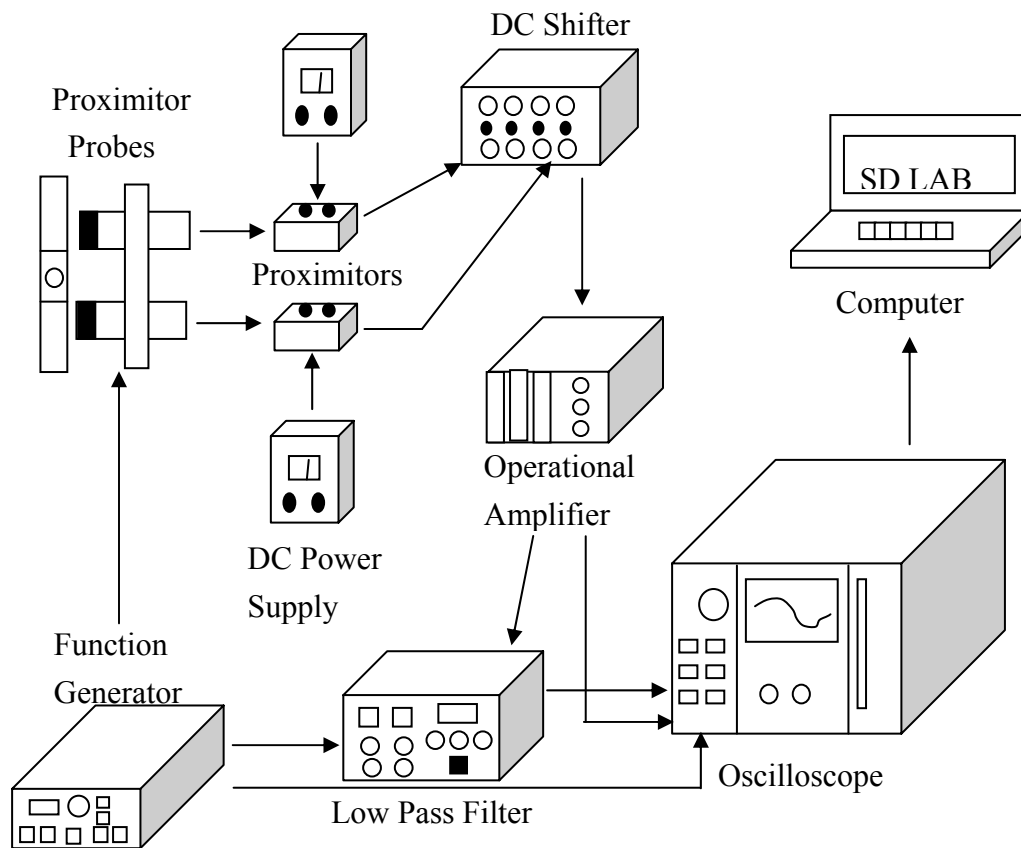 DC Shifter
Proximitor
Probes
SD LAB
Proximitors
Computer
Operational
Amplifier
DC Power
Supply
Function
Generator
Oscilloscope
Low Pass Filter